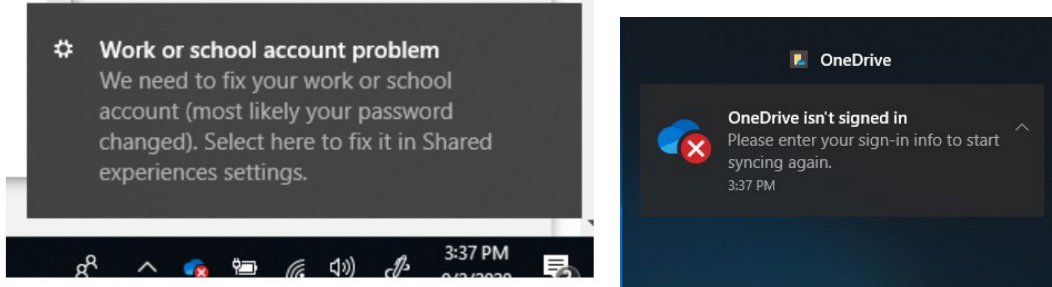 Work or school account problem
We need to fix your work or school
account (most likely your password
changed). Select here to fix it in Shared
experiences settings.
3:37 PM
OneDrive
OneDrive isn't signed in
Please enter your sign-in info to start
syncing again.
3:37 PM